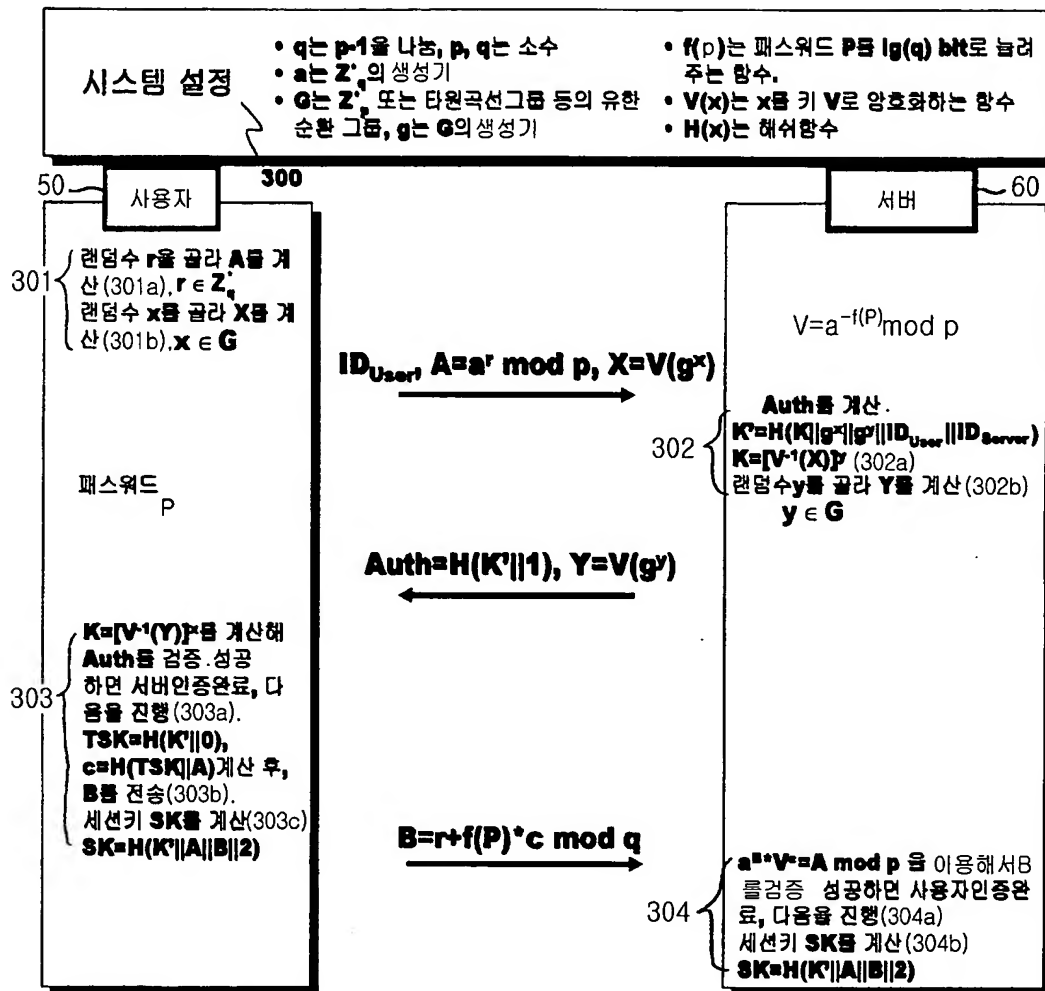 시스템 설정
• q는 p-1을 나눔, p, q는 소수
• a는 Z*q의 생성기
• G는 Z*p 또는 타원곡선그룹 등의 유한
순환 그룹, g는 G의생성기
• f(p)는 패스워드 P를 lg(q) bit로 늘려
주는 함수.
• V(x)는 x를 키 V로 암호화하는 함수
• H(x)는 해쉬함수
300
50
사용자
서버
60
301
랜덤수 r을 골라 A를 계
산(301a), r ∈ Z*q
랜덤수 x를 골라 X를 계
산(301b), x ∈ G
V=a^-f(P) mod p
ID_User, A=a^r mod p, X=V(g^x)
302
Auth를 계산.
K'=H(K||g^x||g^y||ID_User||ID_Server)
K=[V^-1(X)]^y (302a)
랜덤수y를 골라 Y를 계산(302b)
y ∈ G
패스워드 P
Auth=H(K'||1), Y=V(g^y)
303
K=[V^-1(Y)]^x를 계산해
Auth를 검증.성공
하면 서버인증완료, 다
음을 진행(303a).
TSK=H(K'||0),
c=H(TSK||A)계산 후,
B를 전송(303b).
세션키 SK를 계산(303c)
SK=H(K'||A||B||2)
B=r+f(P)*c mod q
304
a^B*V^c=A mod p 을 이용해서B
를검증 성공하면 사용자인증완
료, 다음을 진행(304a)
세션키 SK를 계산(304b)
SK=H(K'||A||B||2)